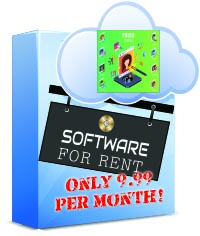 SOFTWARE
FOR RENT
ONLY 9.99
PER MONTH!